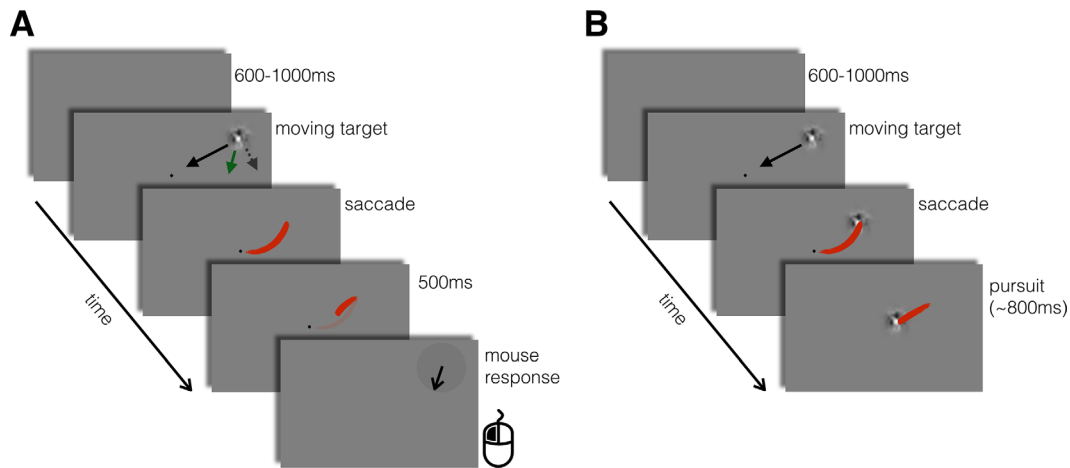 A
600-1000ms
moving target
saccade
500ms
mouse
response
time
B
600-1000ms
moving target
saccade
pursuit
(~800ms)
time